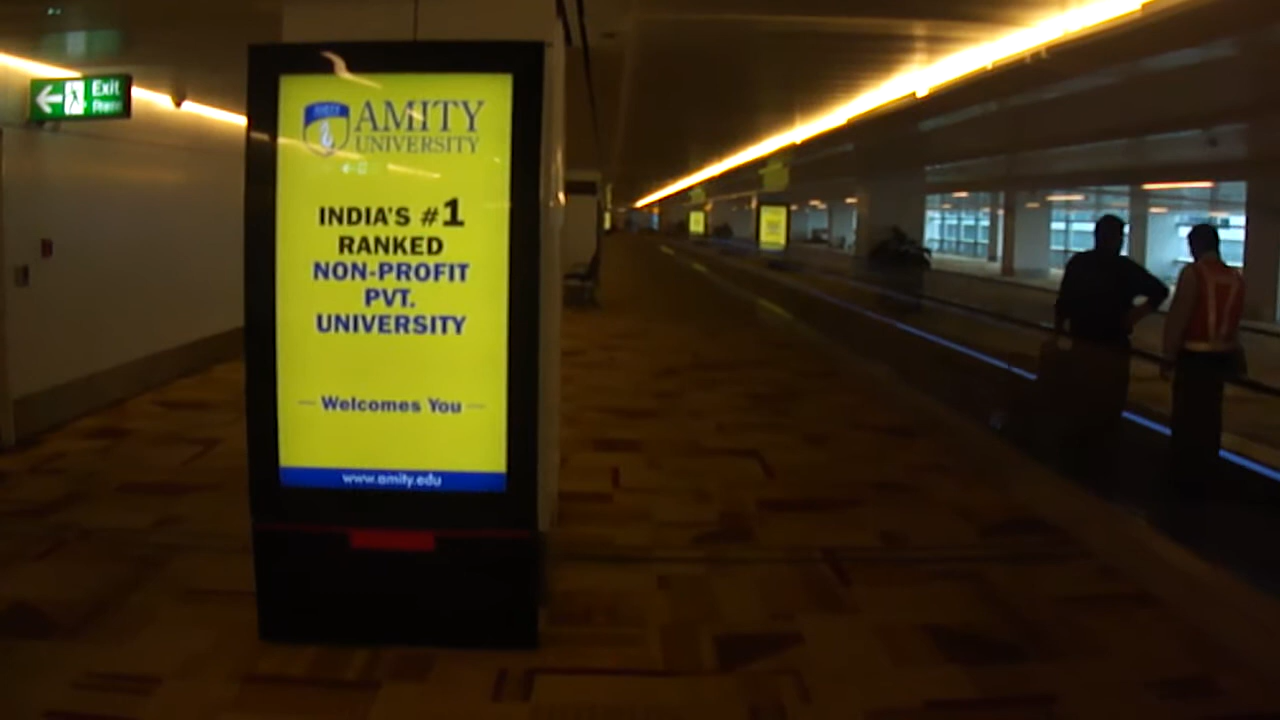 Exit
AMITY
UNIVERSITY
INDIA'S #1
RANKED
NON-PROFIT
PVT.
UNIVERSITY
Welcomes You
www.amity.edu